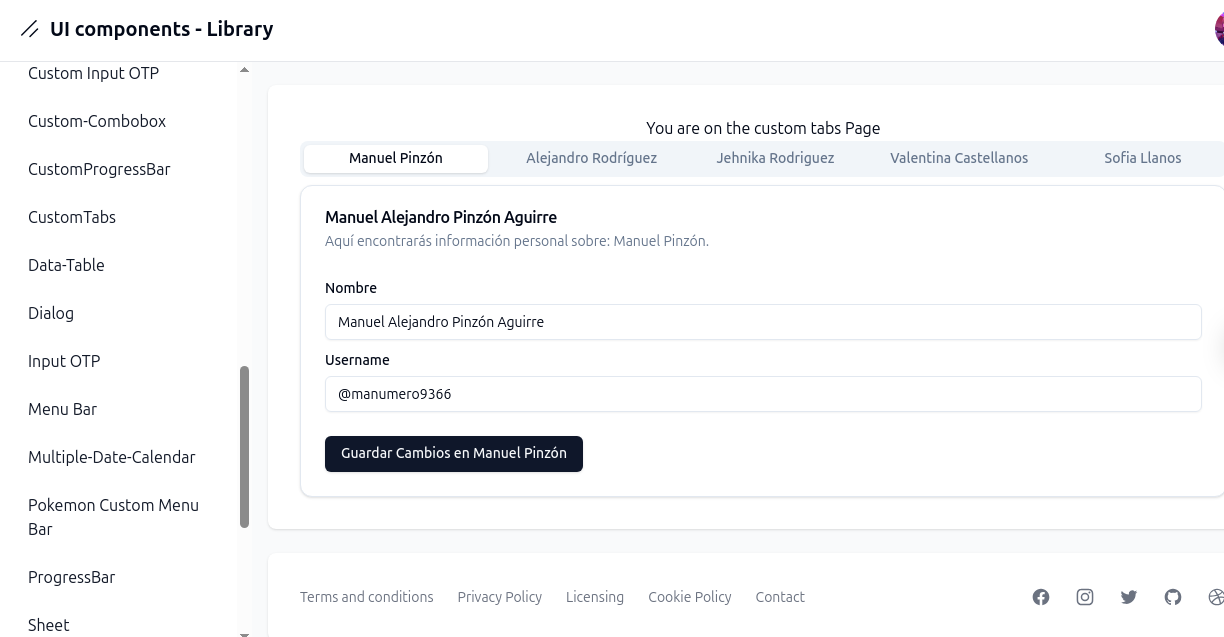 UI components - Library
Custom Input OTP
Custom-Combobox
CustomProgressBar
CustomTabs
Data-Table
Dialog
Input OTP
Menu Bar
Multiple-Date-Calendar
Pokemon Custom Menu
Bar
ProgressBar
Sheet
You are on the custom tabs Page
Manuel Pinzón Alejandro Rodríguez Jehnika Rodriguez Valentina Castellanos Sofia Llanos
Manuel Alejandro Pinzón Aguirre
Aquí encontrarás información personal sobre: Manuel Pinzón.
Nombre
Manuel Alejandro Pinzón Aguirre
Username
@manumero9366
Guardar Cambios en Manuel Pinzón
Terms and conditions Privacy Policy Licensing Cookie Policy Contact